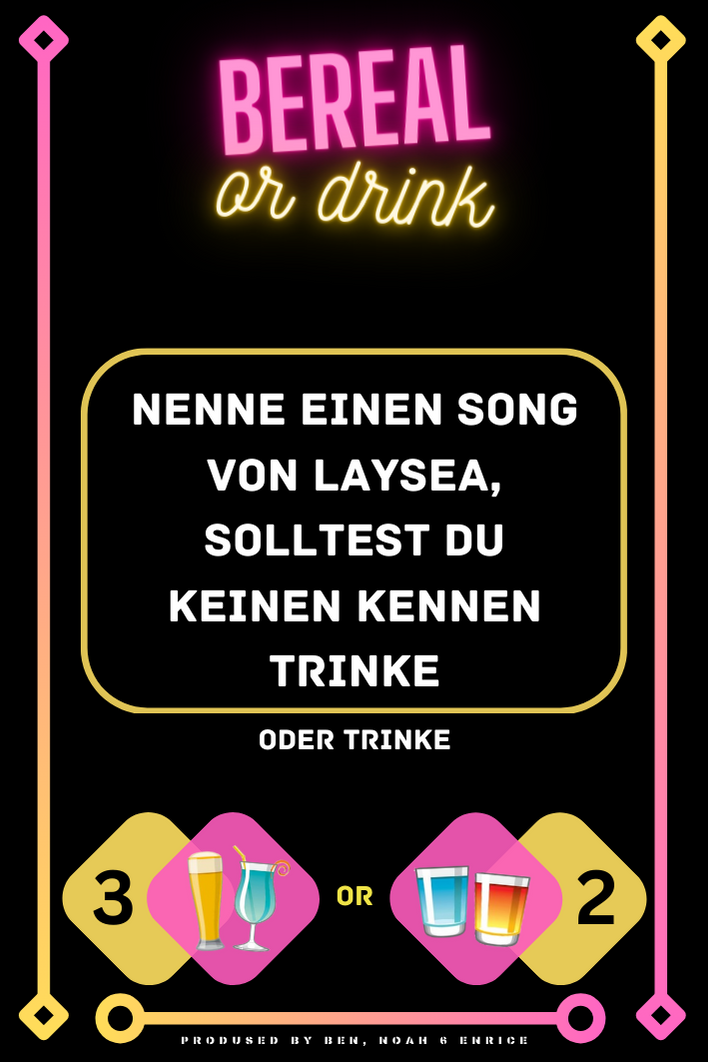 BEREAL
or drink
NENNE EINEN SONG
VON LAYSEA,
SOLLTEST DU
KEINEN KENNEN
TRINKE
ODER TRINKE
3 OR 2
PRODUSED BY BEN, NOAH 6 ENRICE